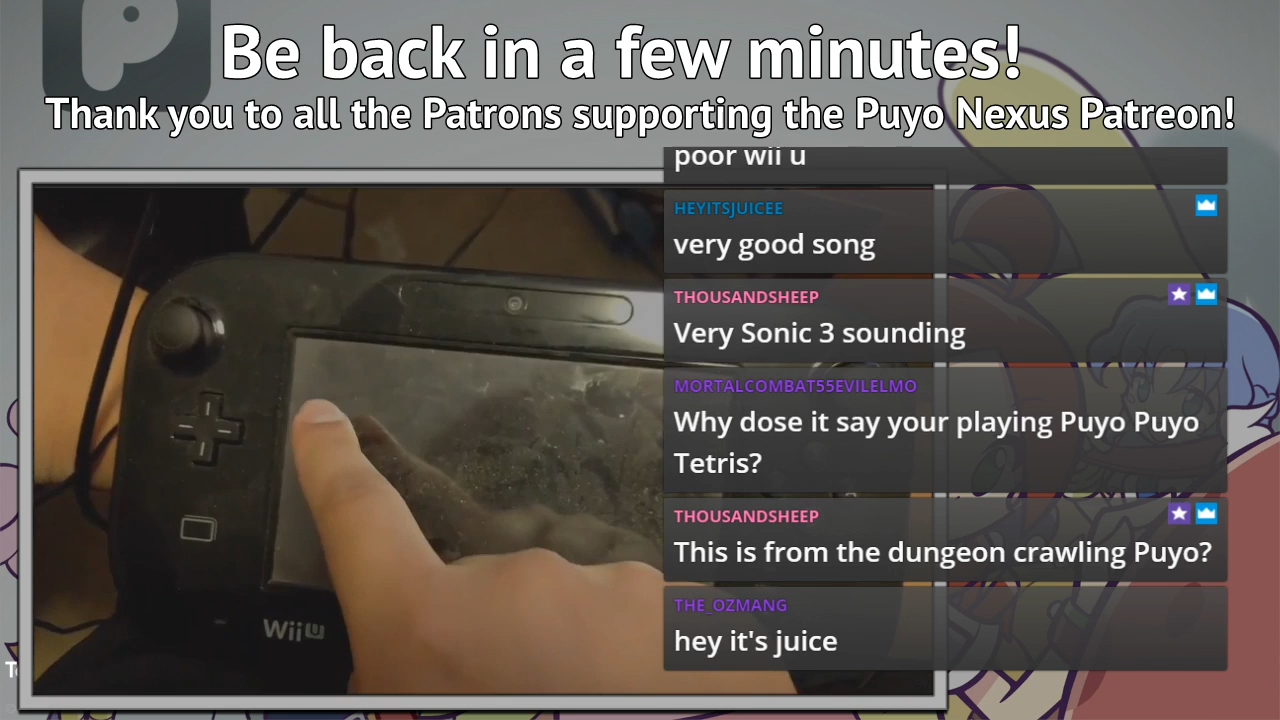 Be back in a few minutes!
Thank you to all the Patrons supporting the Puyo Nexus Patreon!
poor wii u
HEYITSJUICEE
very good song
THOUSANDSHEEP
Very Sonic 3 sounding
MORTALCOMBAT55EVILELMO
Why dose it say your playing Puyo Puyo
Tetris?
THOUSANDSHEEP
This is from the dungeon crawling Puyo?
THE_OZMANG
hey it's juice
Wii U